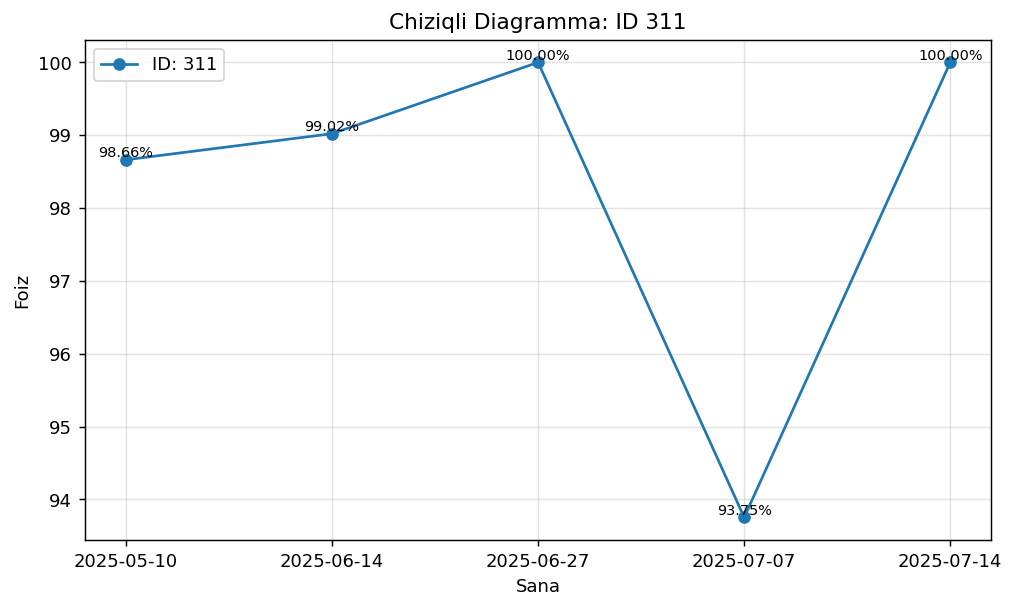 Chiziqli Diagramma: ID 311
ID: 311
100
99
98
97
96
95
94
Foiz
98.66%
99.02%
100.00%
93.75%
100.00%
2025-05-10 2025-06-14 2025-06-27 2025-07-07 2025-07-14
Sana